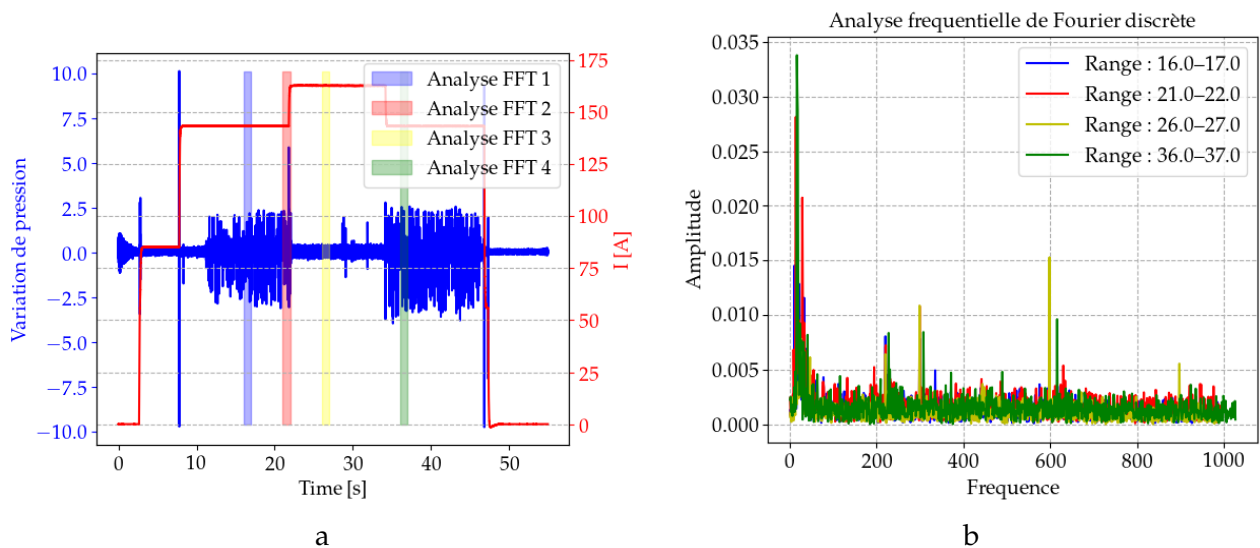 Variation de pression
10.0
7.5
5.0
2.5
0.0
−2.5
−5.0
−7.5
−10.0
175
150
125
100
75
50
25
0
I [A]
Analyse FFT 1
Analyse FFT 2
Analyse FFT 3
Analyse FFT 4
0 10 20 30 40 50
Time [s]
a
Analyse frequentielle de Fourier discrète
Amplitude
0.035
0.030
0.025
0.020
0.015
0.010
0.005
0.000
Range : 16.0–17.0
Range : 21.0–22.0
Range : 26.0–27.0
Range : 36.0–37.0
0 200 400 600 800 1000
Frequence
b